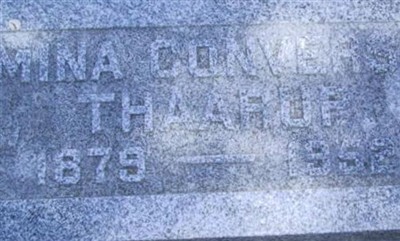 MINA CONVERS
THAARUP
1879 — 1952